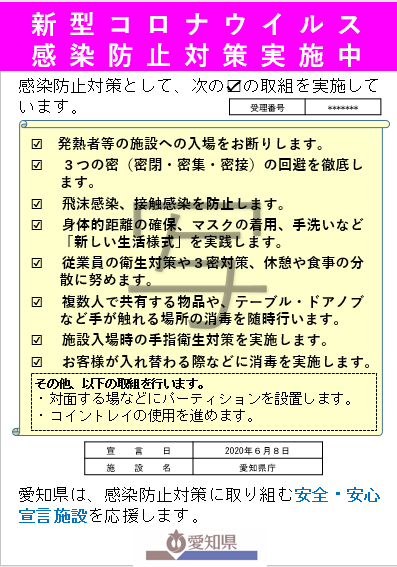 新型コロナウイルス
感染防止対策実施中
感染防止対策として、次の☑の取組を実施して
います。
受理番号 *******
☑ 発熱者等の施設への入場をお断りします。
☑ ３つの密（密閉・密集・密接）の回避を徹底し
ます。
☑ 飛沫感染、接触感染を防止します。
☑ 身体的距離の確保、マスクの着用、手洗いなど
「新しい生活様式」を実践します。
☑ 従業員の衛生対策や３密対策、休憩や食事の分
散に努めます。
☑ 複数人で共有する物品や、テーブル・ドアノブ
など手が触れる場所の消毒を随時行います。
☑ 施設入場時の手指衛生対策を実施します。
☑ お客様が入れ替わる際などに消毒を実施します。
写
その他、以下の取組を行います。
・対面する場などにパーティションを設置します。
・コイントレイの使用を進めます。
宣言日 2020年６月８日
施設名 愛知県庁
愛知県は、感染防止対策に取り組む安全・安心
宣言施設を応援します。
愛知県